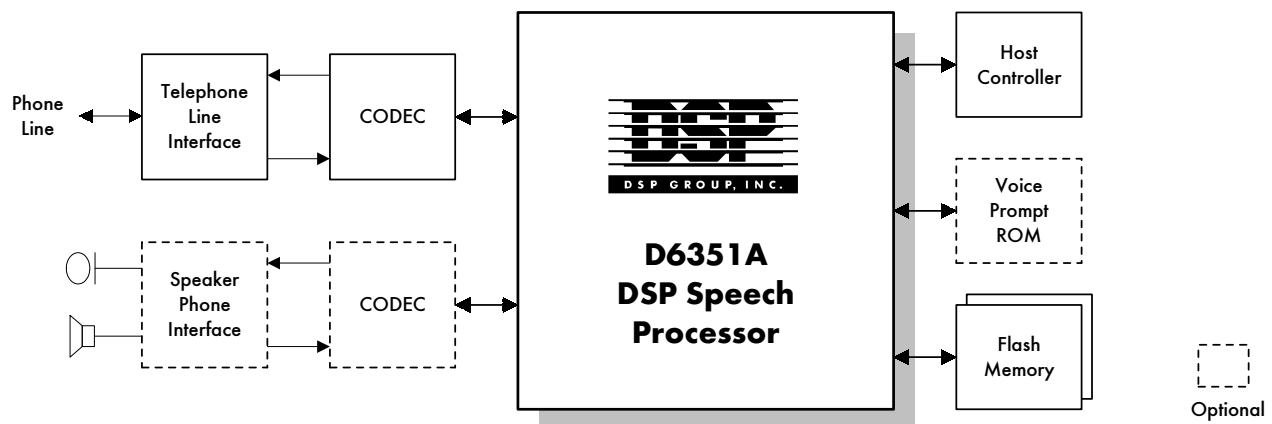 Phone
Line
Telephone
Line
Interface
CODEC
Speaker
Phone
Interface
CODEC
DSP
DSP GROUP, INC.
D6351A
DSP Speech
Processor
Host
Controller
Voice
Prompt
ROM
Flash
Memory
Optional